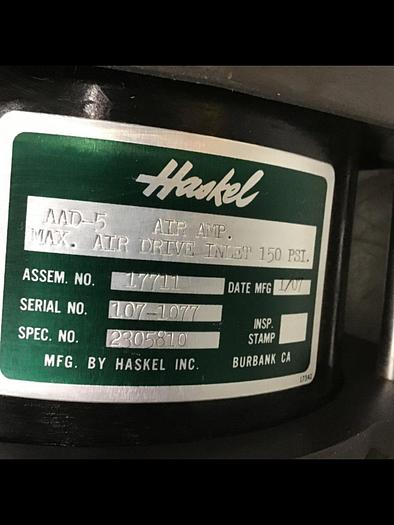 Haskel
AAD-5 AIR AMP.
MAX. AIR DRIVE INLET 150 PSI.
ASSEM. NO. 17711 DATE MFG 1/07
SERIAL NO. 107-1077
SPEC. NO. 2305810 INSP. STAMP
MFG. BY HASKEL INC. BURBANK CA
17542